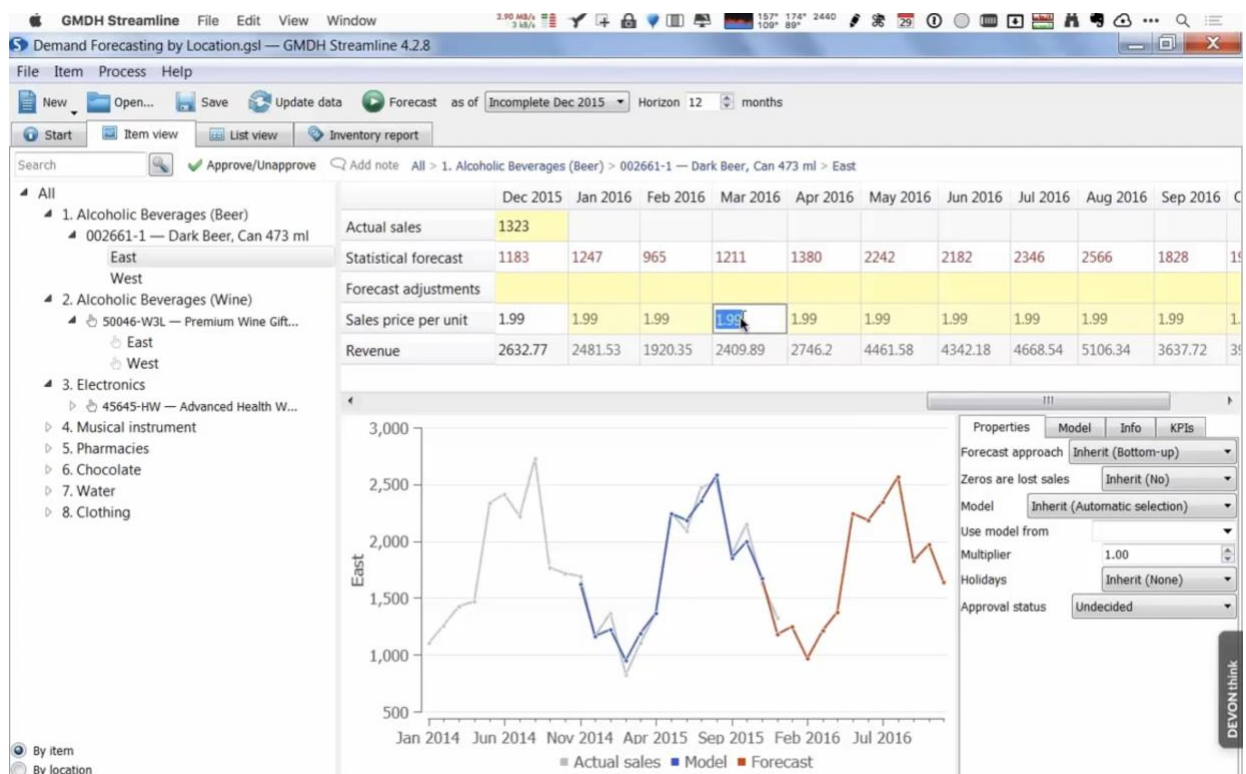 GMDH Streamline File Edit View Window 3.90 MB/s 3 kB/s 157° 174° 2440 109° 89° 29
Demand Forecasting by Location.gsl — GMDH Streamline 4.2.8
File Item Process Help
New Open... Save Update data Forecast as of Incomplete Dec 2015 Horizon 12 months
Start Item view List view Inventory report
Search Approve/Unapprove Add note All > 1. Alcoholic Beverages (Beer) > 002661-1 — Dark Beer, Can 473 ml > East
All
1. Alcoholic Beverages (Beer)
002661-1 — Dark Beer, Can 473 ml
East
West
2. Alcoholic Beverages (Wine)
50046-W3L — Premium Wine Gift...
East
West
3. Electronics
45645-HW — Advanced Health W...
4. Musical instrument
5. Pharmacies
6. Chocolate
7. Water
8. Clothing
By item
By location
Dec 2015 Jan 2016 Feb 2016 Mar 2016 Apr 2016 May 2016 Jun 2016 Jul 2016 Aug 2016 Sep 2016
Actual sales 1323
Statistical forecast 1183 1247 965 1211 1380 2242 2182 2346 2566 1828
Forecast adjustments
Sales price per unit 1.99 1.99 1.99 1.99 1.99 1.99 1.99 1.99 1.99 1.99
Revenue 2632.77 2481.53 1920.35 2409.89 2746.2 4461.58 4342.18 4668.54 5106.34 3637.72
3,000
2,500
2,000
1,500
1,000
500
East
Jan 2014 Jun 2014 Nov 2014 Apr 2015 Sep 2015 Feb 2016 Jul 2016
Actual sales Model Forecast
Properties Model Info KPIs
Forecast approach Inherit (Bottom-up)
Zeros are lost sales Inherit (No)
Model Inherit (Automatic selection)
Use model from
Multiplier 1.00
Holidays Inherit (None)
Approval status Undecided
DEVONthink